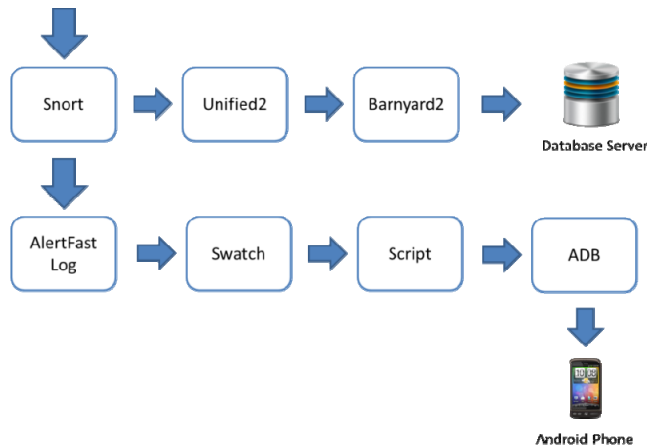 Snort
Unified2
Barnyard2
Database Server
AlertFast
Log
Swatch
Script
ADB
Android Phone